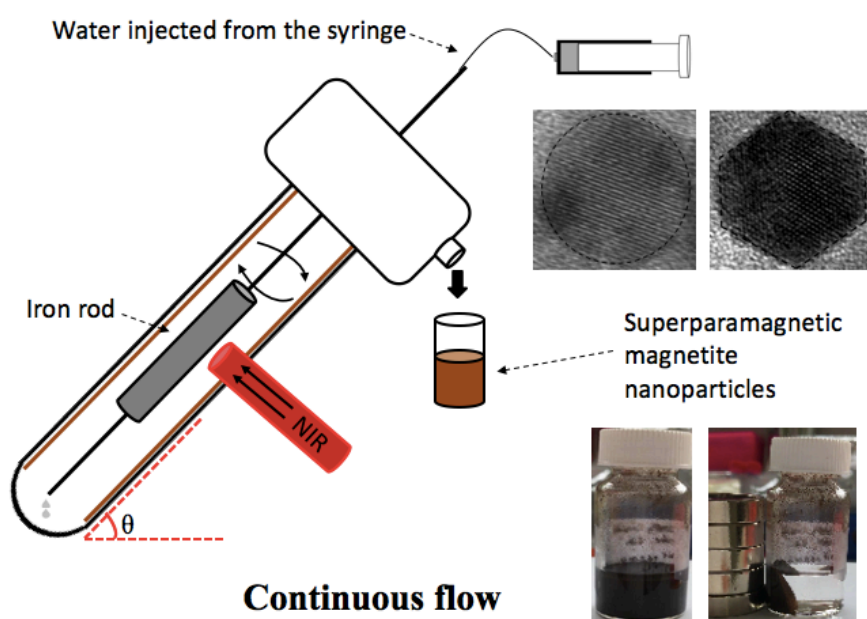 Water injected from the syringe
Iron rod
NIR
Superparamagnetic
magnetite
nanoparticles
θ
Continuous flow